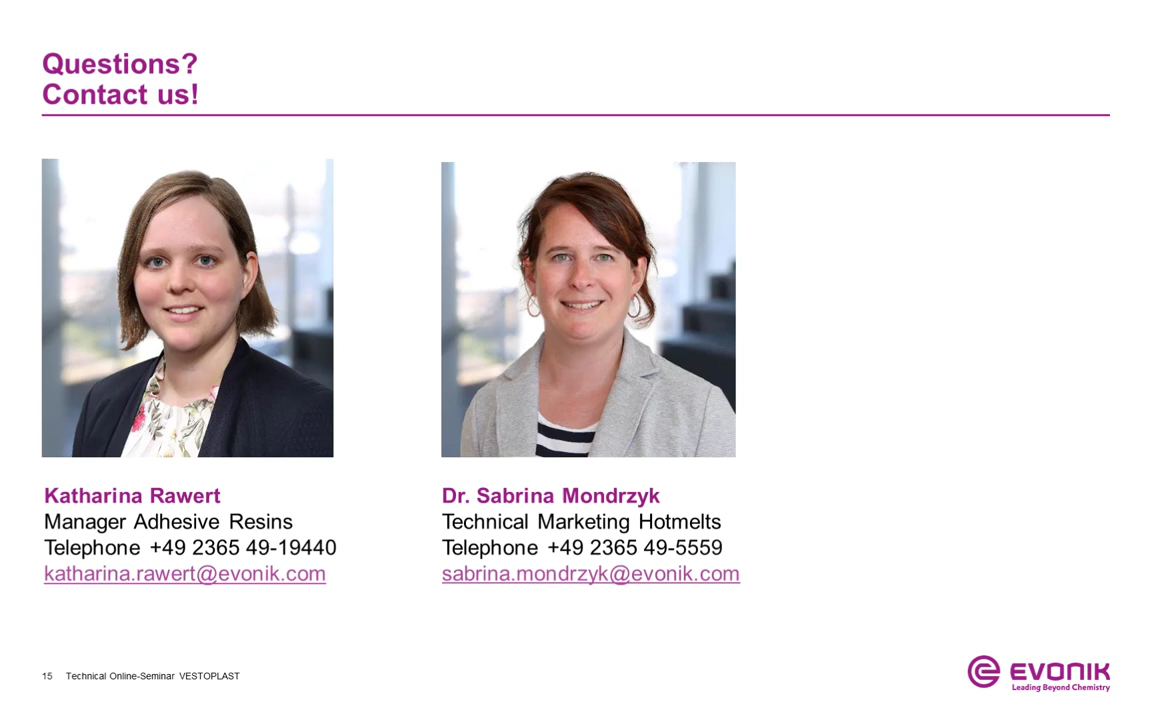 Questions?
Contact us!
Katharina Rawert
Manager Adhesive Resins
Telephone +49 2365 49-19440
katharina.rawert@evonik.com
Dr. Sabrina Mondrzyk
Technical Marketing Hotmelts
Telephone +49 2365 49-5559
sabrina.mondrzyk@evonik.com
15 Technical Online-Seminar VESTOPLAST
EVONIK
Leading Beyond Chemistry